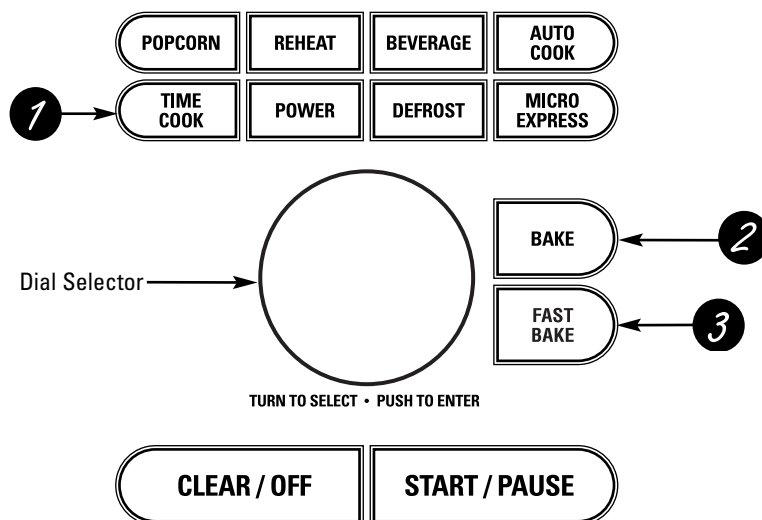 POPCORN REHEAT BEVERAGE AUTO COOK
1 TIME COOK POWER DEFROST MICRO EXPRESS
BAKE 2
Dial Selector
FAST BAKE 3
TURN TO SELECT • PUSH TO ENTER
CLEAR / OFF START / PAUSE